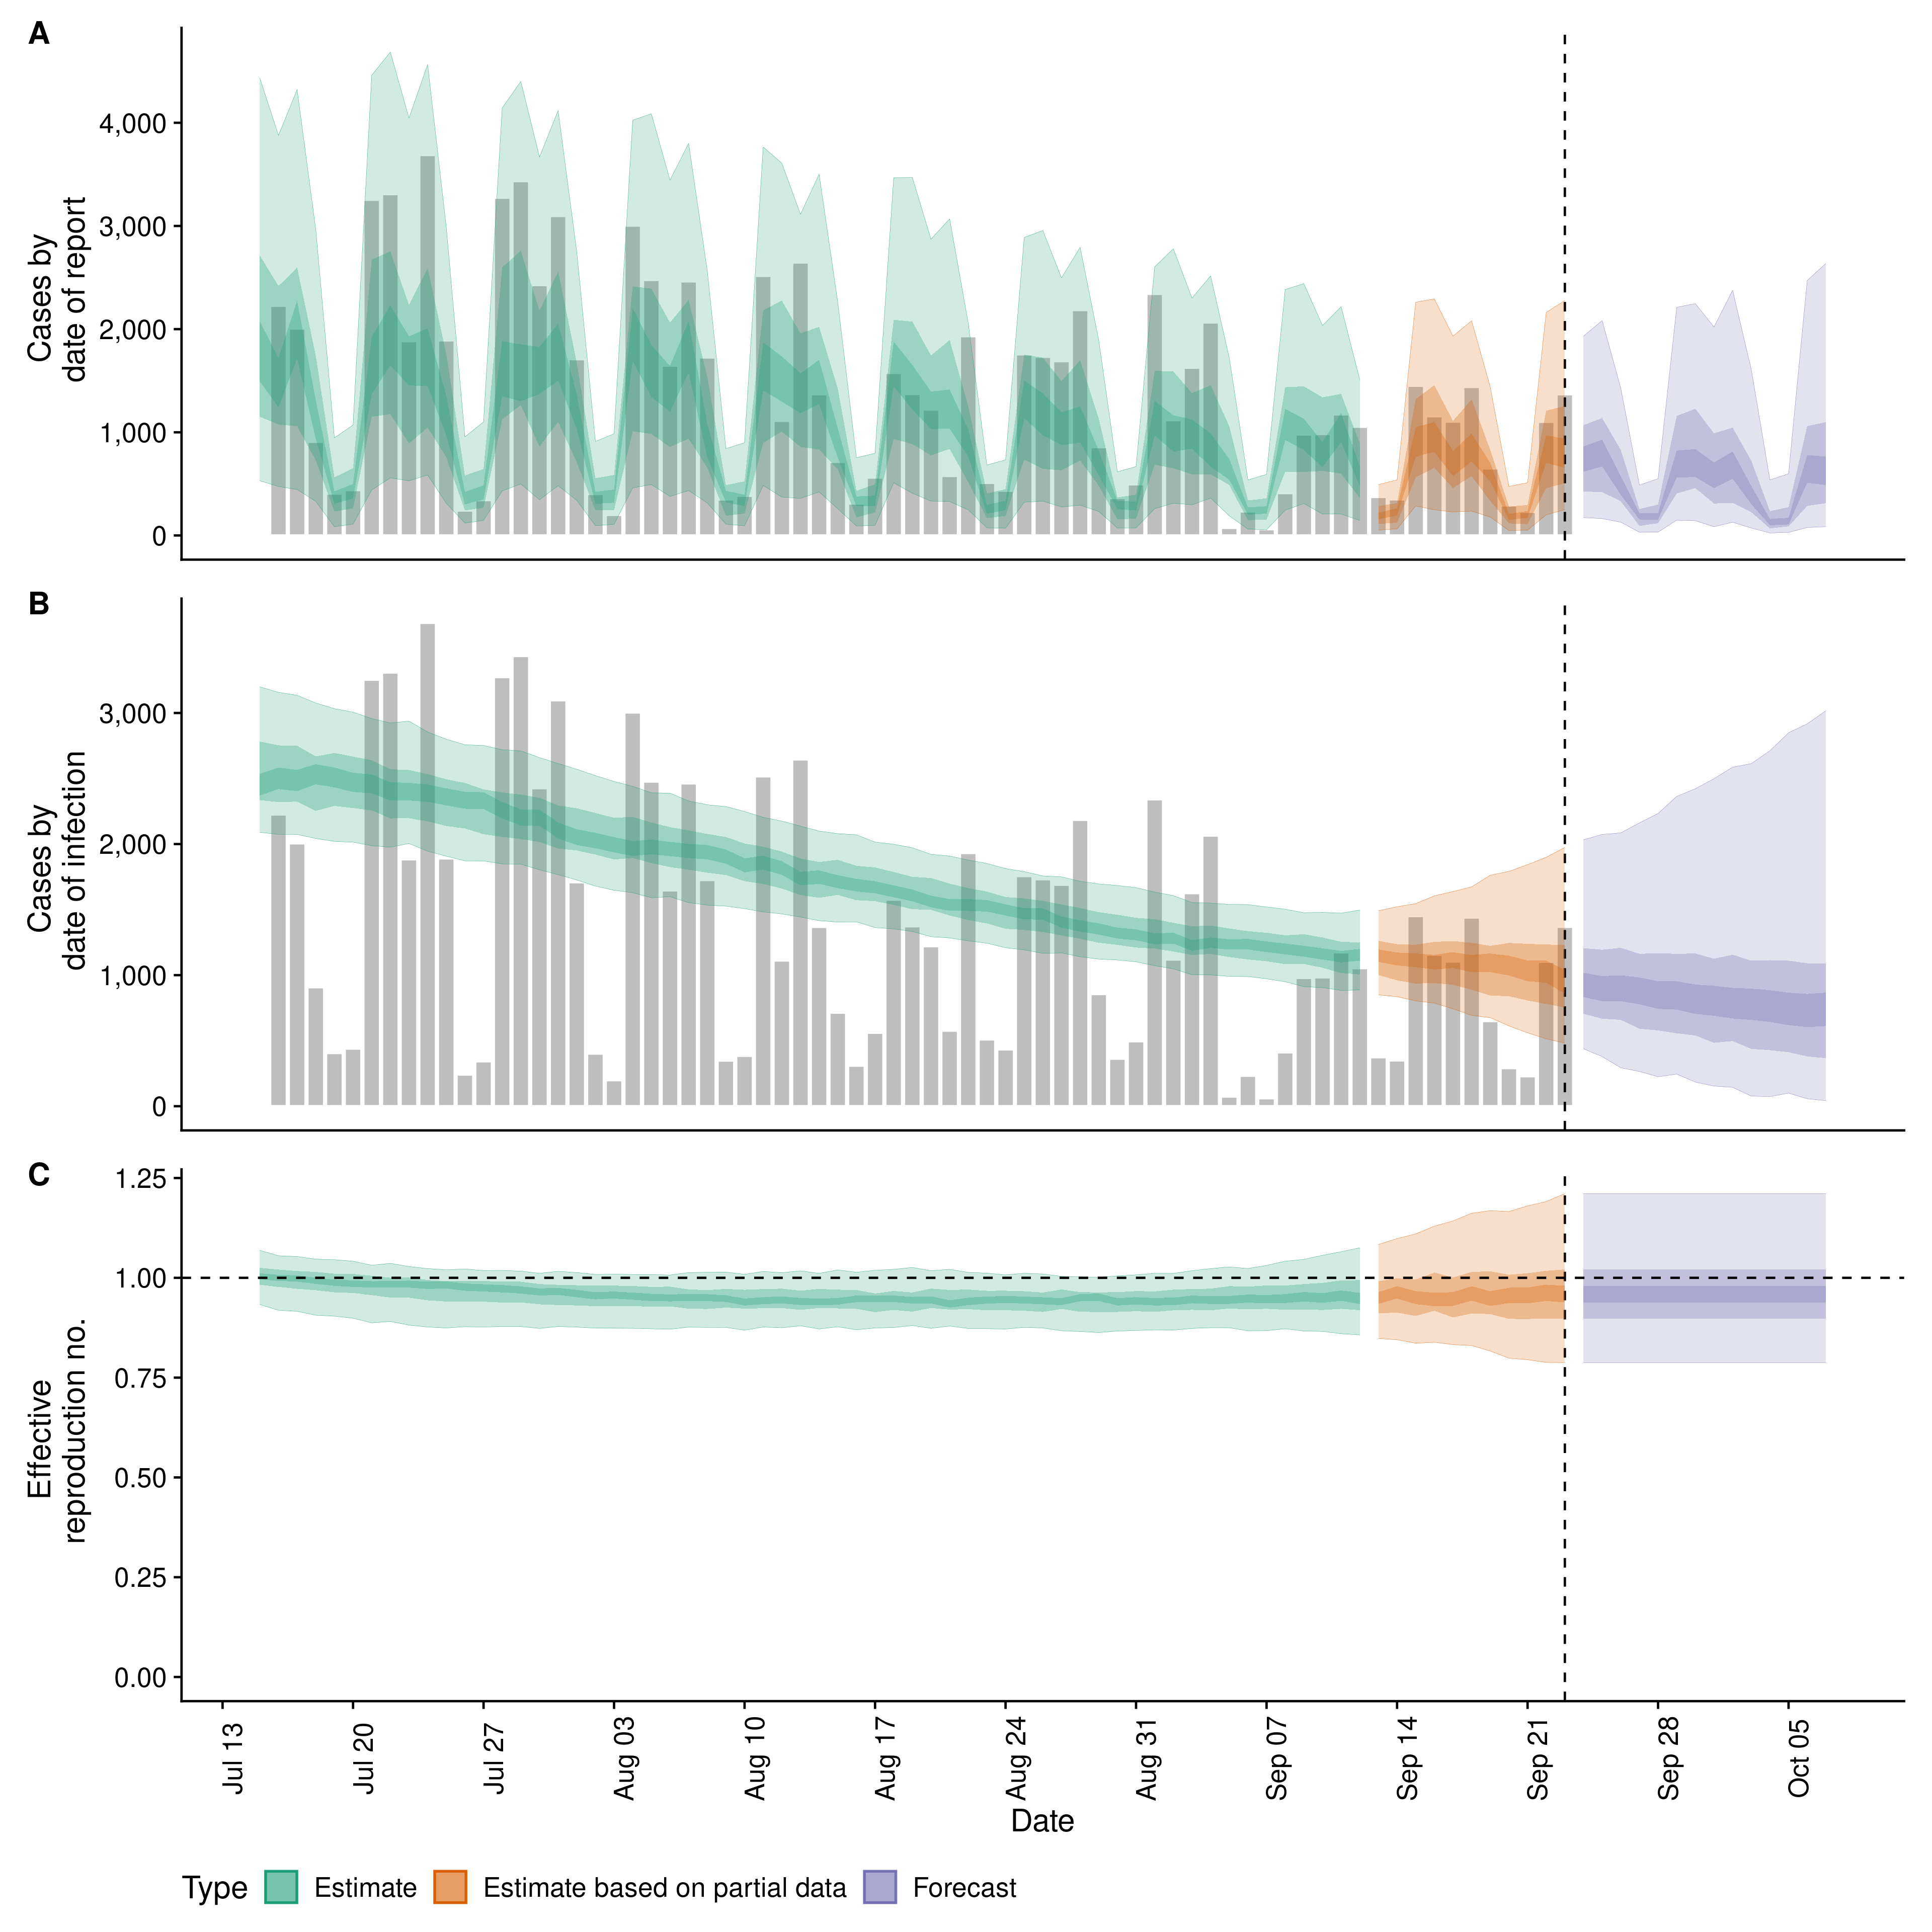 A
Cases by
date of report
4,000
3,000
2,000
1,000
0
B
Cases by
date of infection
3,000
2,000
1,000
0
C
Effective
reproduction no.
1.25
1.00
0.75
0.50
0.25
0.00
Jul 13
Jul 20
Jul 27
Aug 03
Aug 10
Aug 17
Aug 24
Aug 31
Sep 07
Sep 14
Sep 21
Sep 28
Oct 05
Date
Type Estimate Estimate based on partial data Forecast